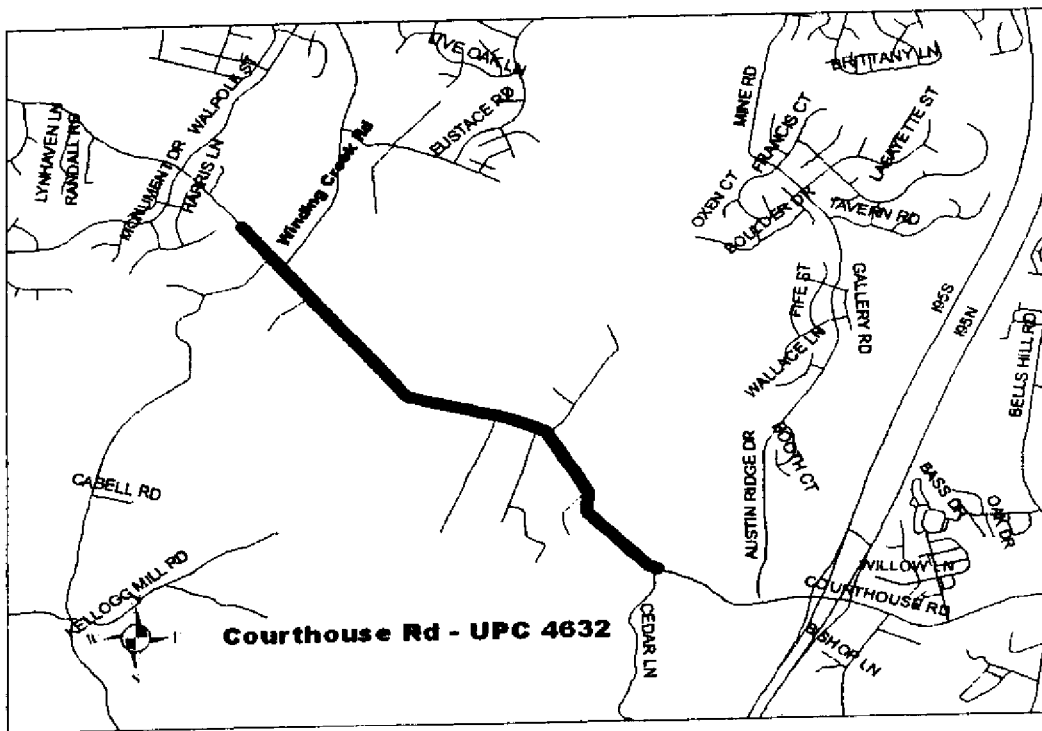 LIVE OAK LN
BRITTANY LN
WALPOLE ST
EUSTACE RD
MINE RD
FRANCIS CT
LAFAYETTE ST
LYNHAVEN LN
RANDALL RD
MONUMENT DR
HARRIS LN
Winding Creek Rd
OXEN CT
BOULDER DR
TAVERN RD
FIFE ST
GALLERY RD
I95S
I95N
WALLACE LN
BELLS HILL RD
AUSTIN RIDGE DR
BOOTH CT
CABELL RD
BASS DR
OAK DR
WILLOW LN
KELLOGG MILL RD
COURTHOUSE RD
Courthouse Rd - UPC 4632
CEDAR LN
BISHOP LN